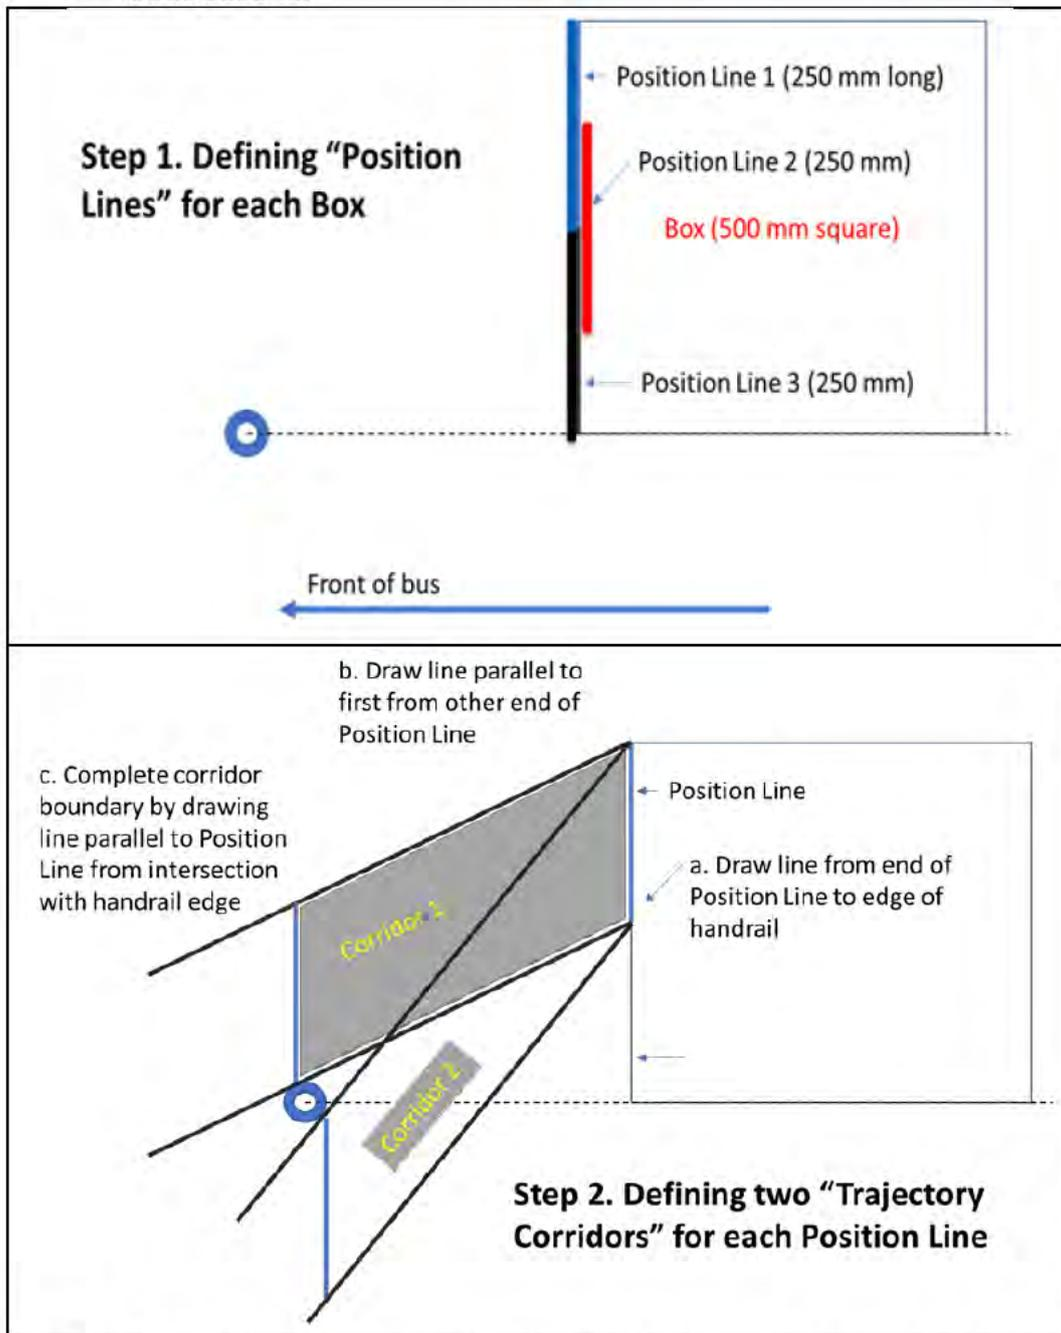 Position Line 1 (250 mm long)
Step 1. Defining “Position
Lines” for each Box
Position Line 2 (250 mm)
Box (500 mm square)
Position Line 3 (250 mm)
Front of bus
b. Draw line parallel to
first from other end of
Position Line
c. Complete corridor
boundary by drawing
line parallel to Position
Line from intersection
with handrail edge
Position Line
a. Draw line from end of
Position Line to edge of
handrail
Corridor 1
Corridor 2
Step 2. Defining two “Trajectory
Corridors” for each Position Line